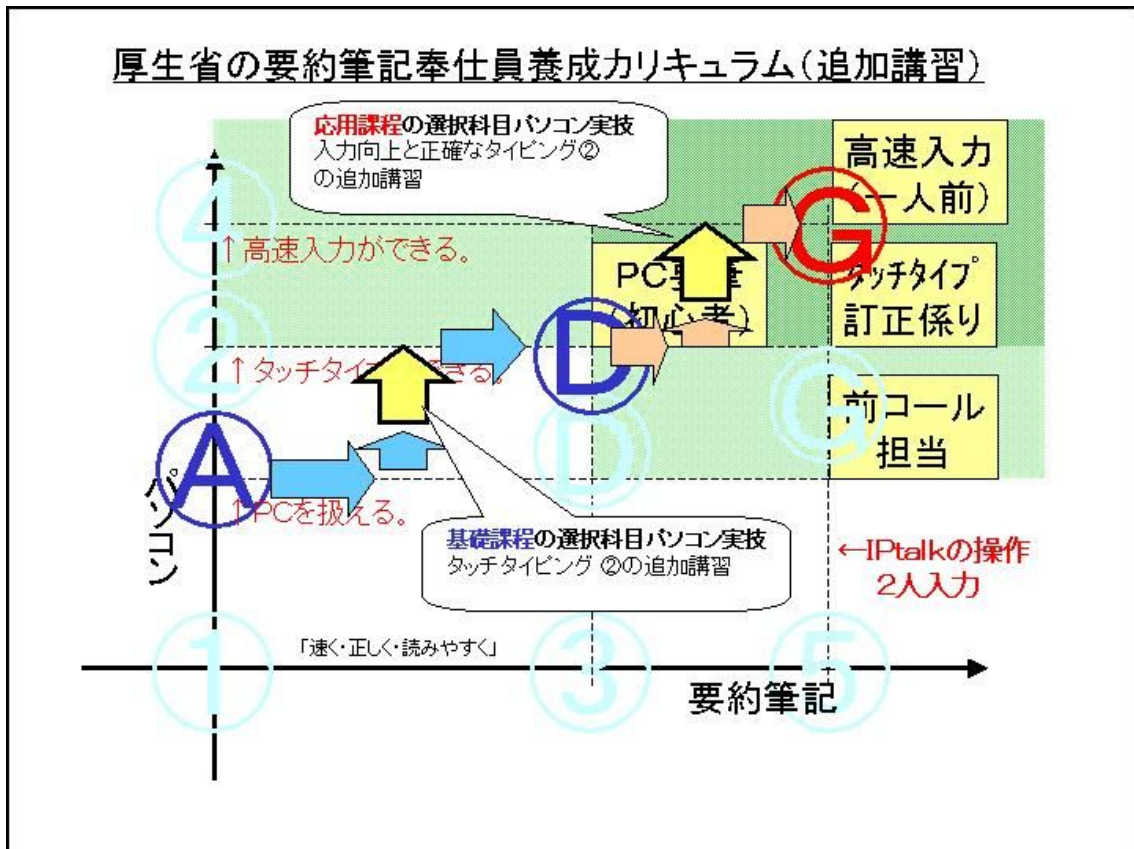 厚生省の要約筆記奉仕員養成カリキュラム(追加講習)
応用課程の選択科目パソコン実技
入力向上と正確なタイピング②
の追加講習
高速入力
(一人前)
④
↑高速入力ができる。
G
PC要
(初心者)
タッチタイプ
訂正係り
②
↑タッチタイ
きる。
D
D
G
前コール
担当
A
パソコン
↑PCを扱える。
基礎課程の選択科目パソコン実技
タッチタイピング ②の追加講習
←IPtalkの操作
2人入力
「速く・正しく・読みやすく」
①
③
⑤
要約筆記